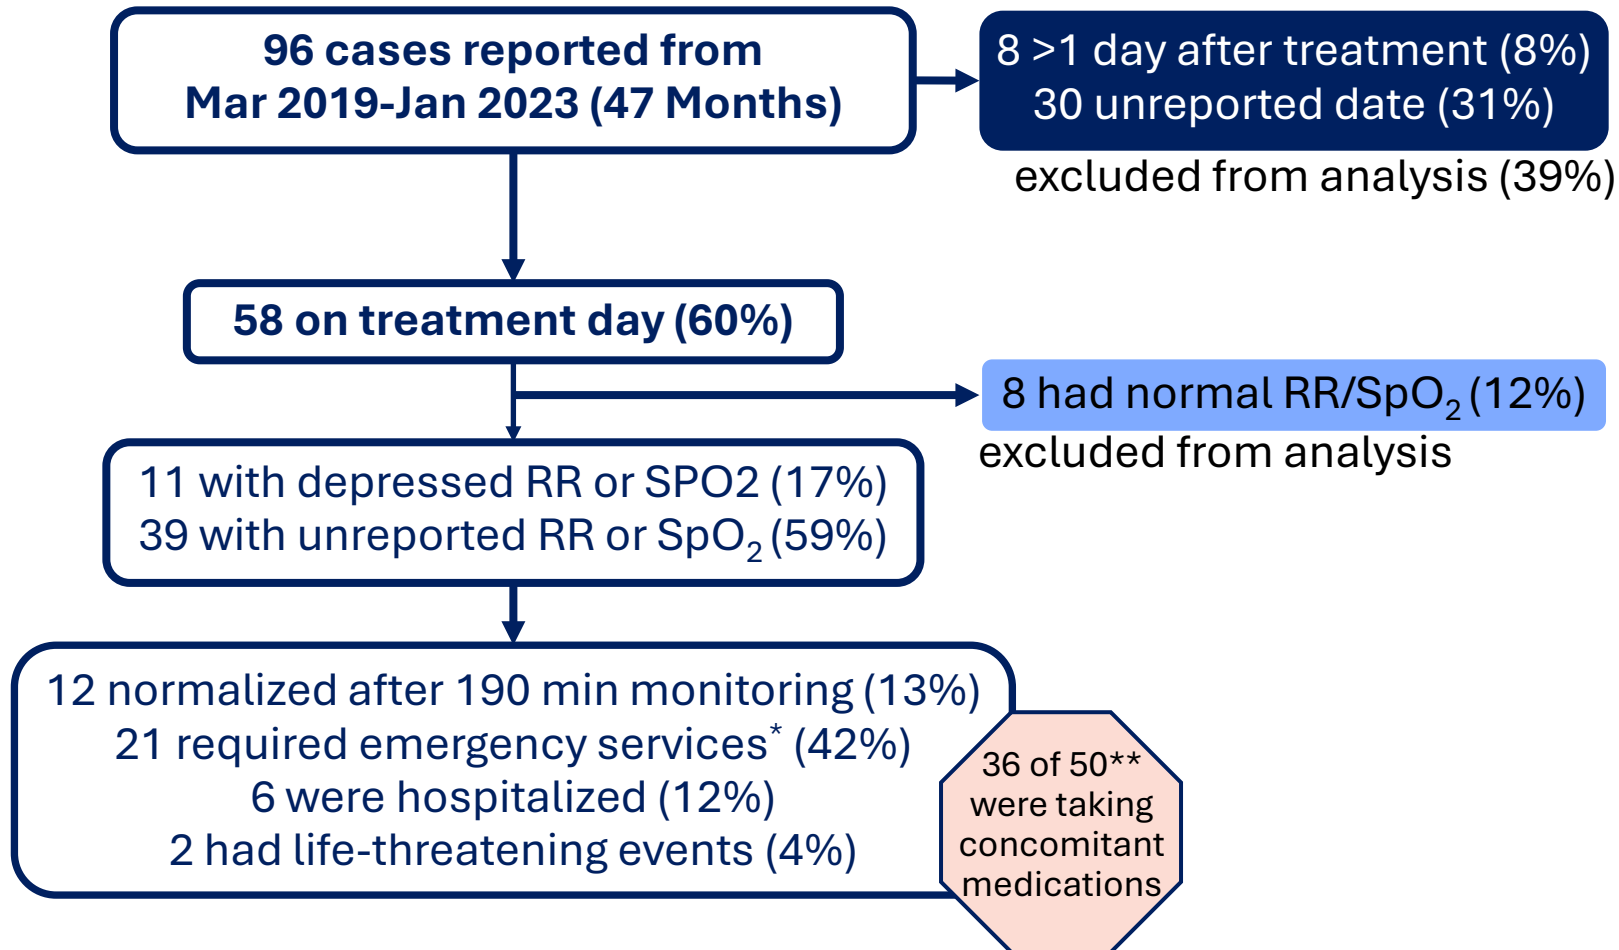 96 cases reported from
Mar 2019-Jan 2023 (47 Months)
8 >1 day after treatment (8%)
30 unreported date (31%)
excluded from analysis (39%)
58 on treatment day (60%)
8 had normal RR/SpO₂ (12%)
excluded from analysis
11 with depressed RR or SPO2 (17%)
39 with unreported RR or SpO₂ (59%)
12 normalized after 190 min monitoring (13%)
21 required emergency services* (42%)
6 were hospitalized (12%)
2 had life-threatening events (4%)
36 of 50**
were taking
concomitant
medications